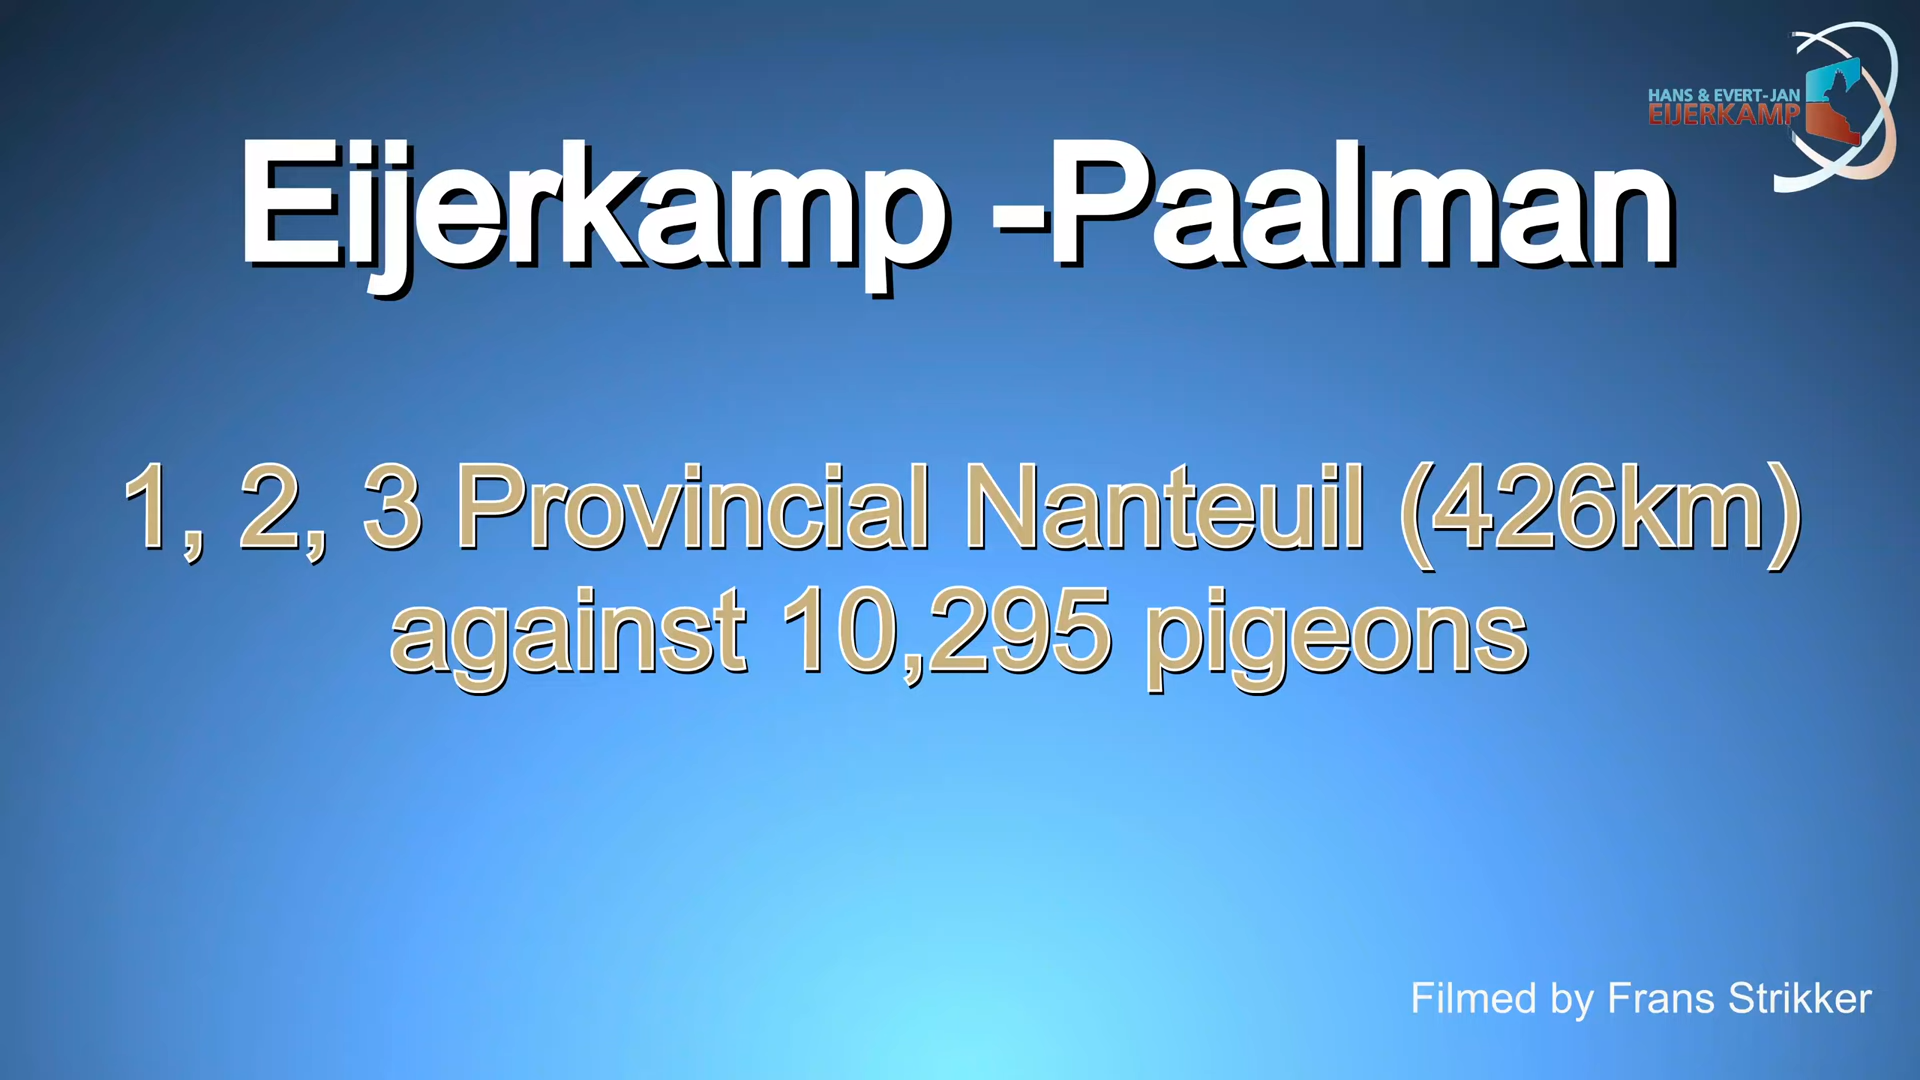 HANS & EVERT-JAN
EIJERKAMP
Eijerkamp -Paalman
1, 2, 3 Provincial Nanteuil (426km)
against 10,295 pigeons
Filmed by Frans Strikker